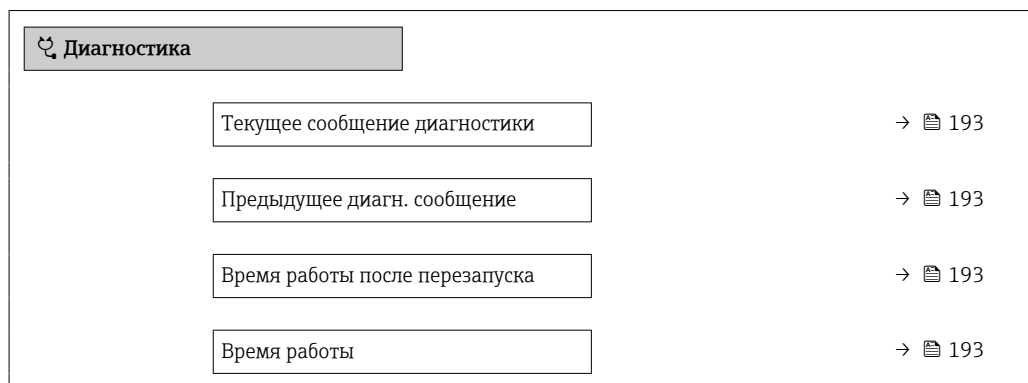 Диагностика
Текущее сообщение диагностики → 193
Предыдущее диагн. сообщение → 193
Время работы после перезапуска → 193
Время работы → 193